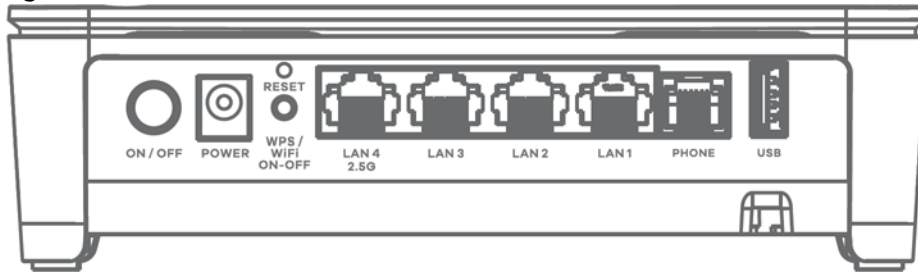 RESET
ON / OFF
POWER
WPS /
WiFi
ON-OFF
LAN 4
2.5G
LAN 3
LAN 2
LAN 1
PHONE
USB